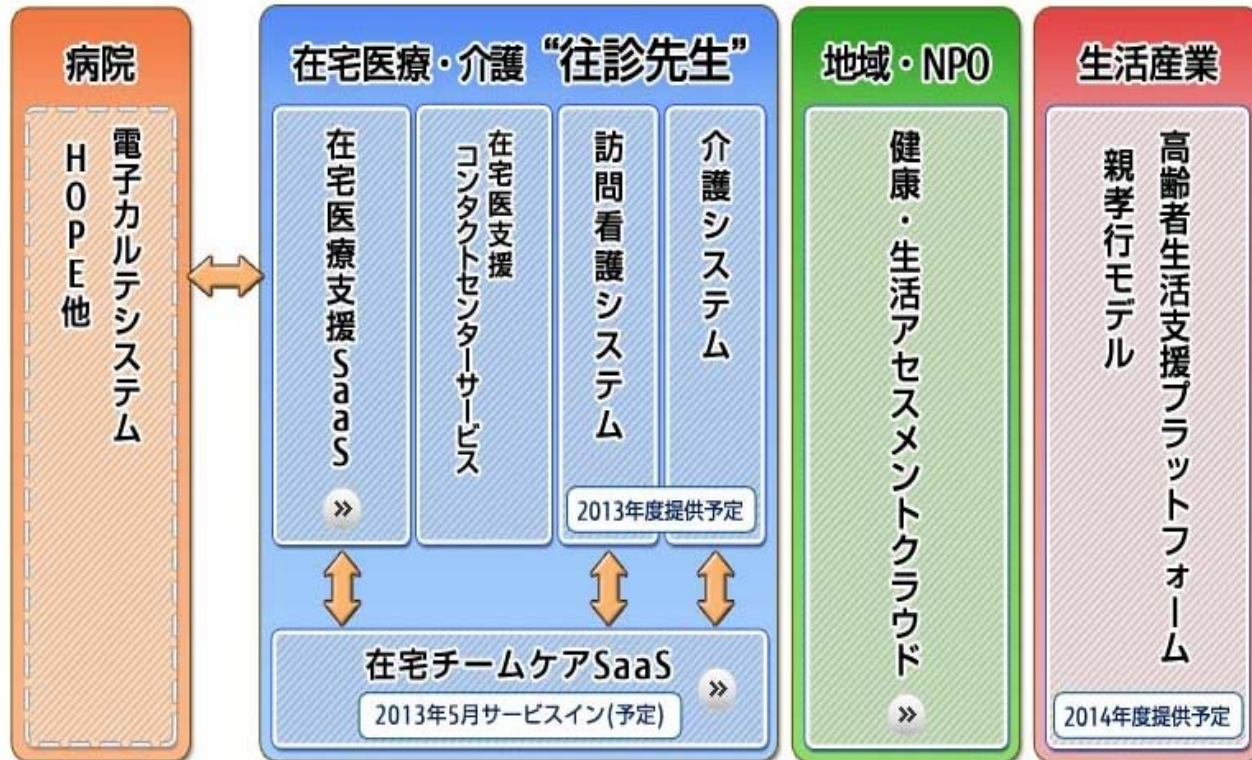 病院
電子カルテシステム
HOPE他
在宅医療・介護 “往診先生”
在宅医療支援SaaS
在宅医支援
コンタクトセンターサービス
訪問看護システム
介護システム
2013年度提供予定
在宅チームケアSaaS
2013年5月サービスイン(予定)
地域・NPO
健康・生活アセスメントクラウド
生活産業
高齢者生活支援プラットフォーム
親孝行モデル
2014年度提供予定